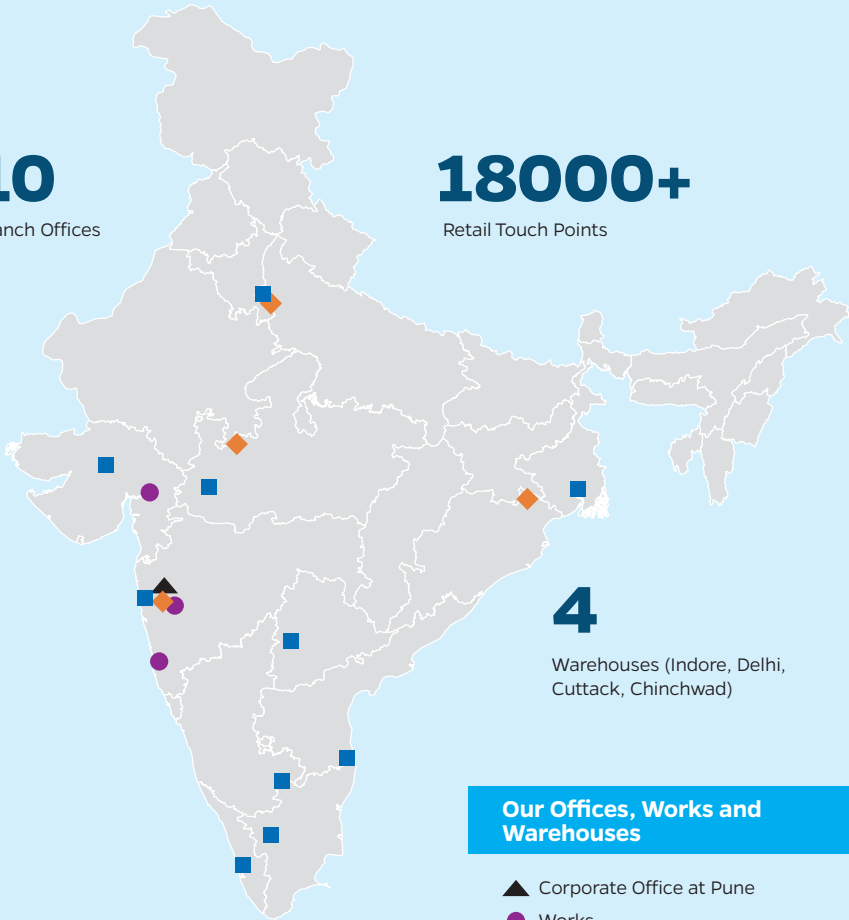 10
18000+
anch Offices
Retail Touch Points
4
Warehouses (Indore, Delhi,
Cuttack, Chinchwad)
Our Offices, Works and
Warehouses
Corporate Office at Pune
Works